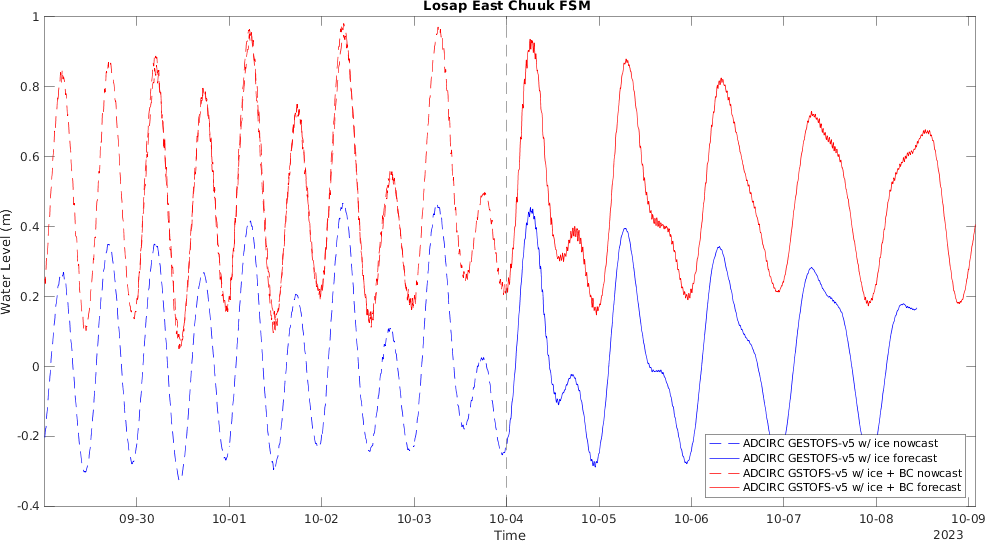 Losap East Chuuk FSM
1
0.8
0.6
0.4
0.2
0
-0.2
-0.4
Water Level (m)
09-30
10-01
10-02
10-03
10-04
10-05
10-06
10-07
10-08
10-09
Time
2023
ADCIRC GESTOFS-v5 w/ ice nowcast
ADCIRC GESTOFS-v5 w/ ice forecast
ADCIRC GSTOFS-v5 w/ ice + BC nowcast
ADCIRC GSTOFS-v5 w/ ice + BC forecast